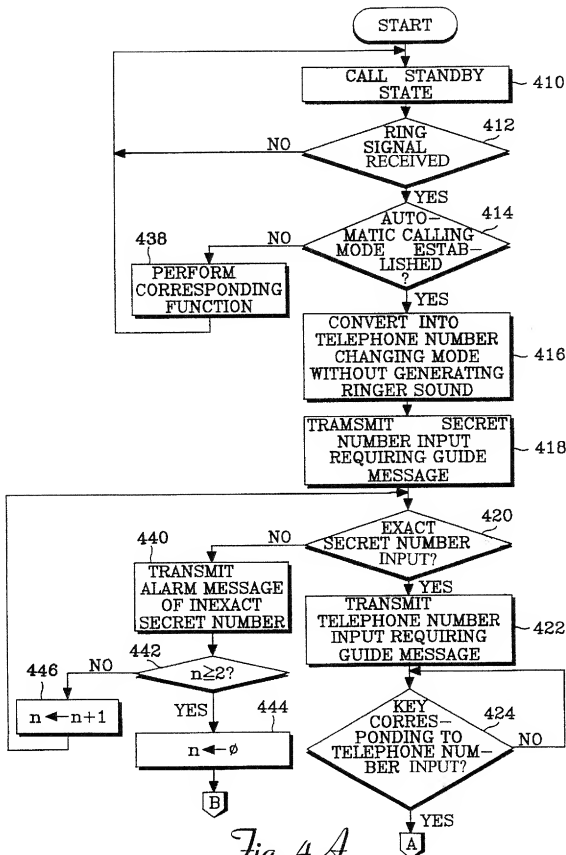 START
CALL STANDBY
STATE
410
RING
SIGNAL
RECEIVED
412
NO
YES
AUTO-
MATIC CALLING
MODE ESTAB-
LISHED
?
414
NO
438
PERFORM
CORRESPONDING
FUNCTION
YES
CONVERT INTO
TELEPHONE NUMBER
CHANGING MODE
WITHOUT GENERATING
RINGER SOUND
416
TRAMSMIT SECRET
NUMBER INPUT
REQUIRING GUIDE
MESSAGE
418
EXACT
SECRET NUMBER
INPUT?
420
NO
440
TRANSMIT
ALARM MESSAGE
OF INEXACT
SECRET NUMBER
YES
TRANSMIT
TELEPHONE NUMBER
INPUT REQUIRING
GUIDE MESSAGE
422
442
n≧2?
NO
446
n←n+1
YES
444
n←ø
B
KEY
CORRES-
PONDING TO
TELEPHONE NUM-
BER INPUT?
424
NO
YES
A
Fig. 4 A